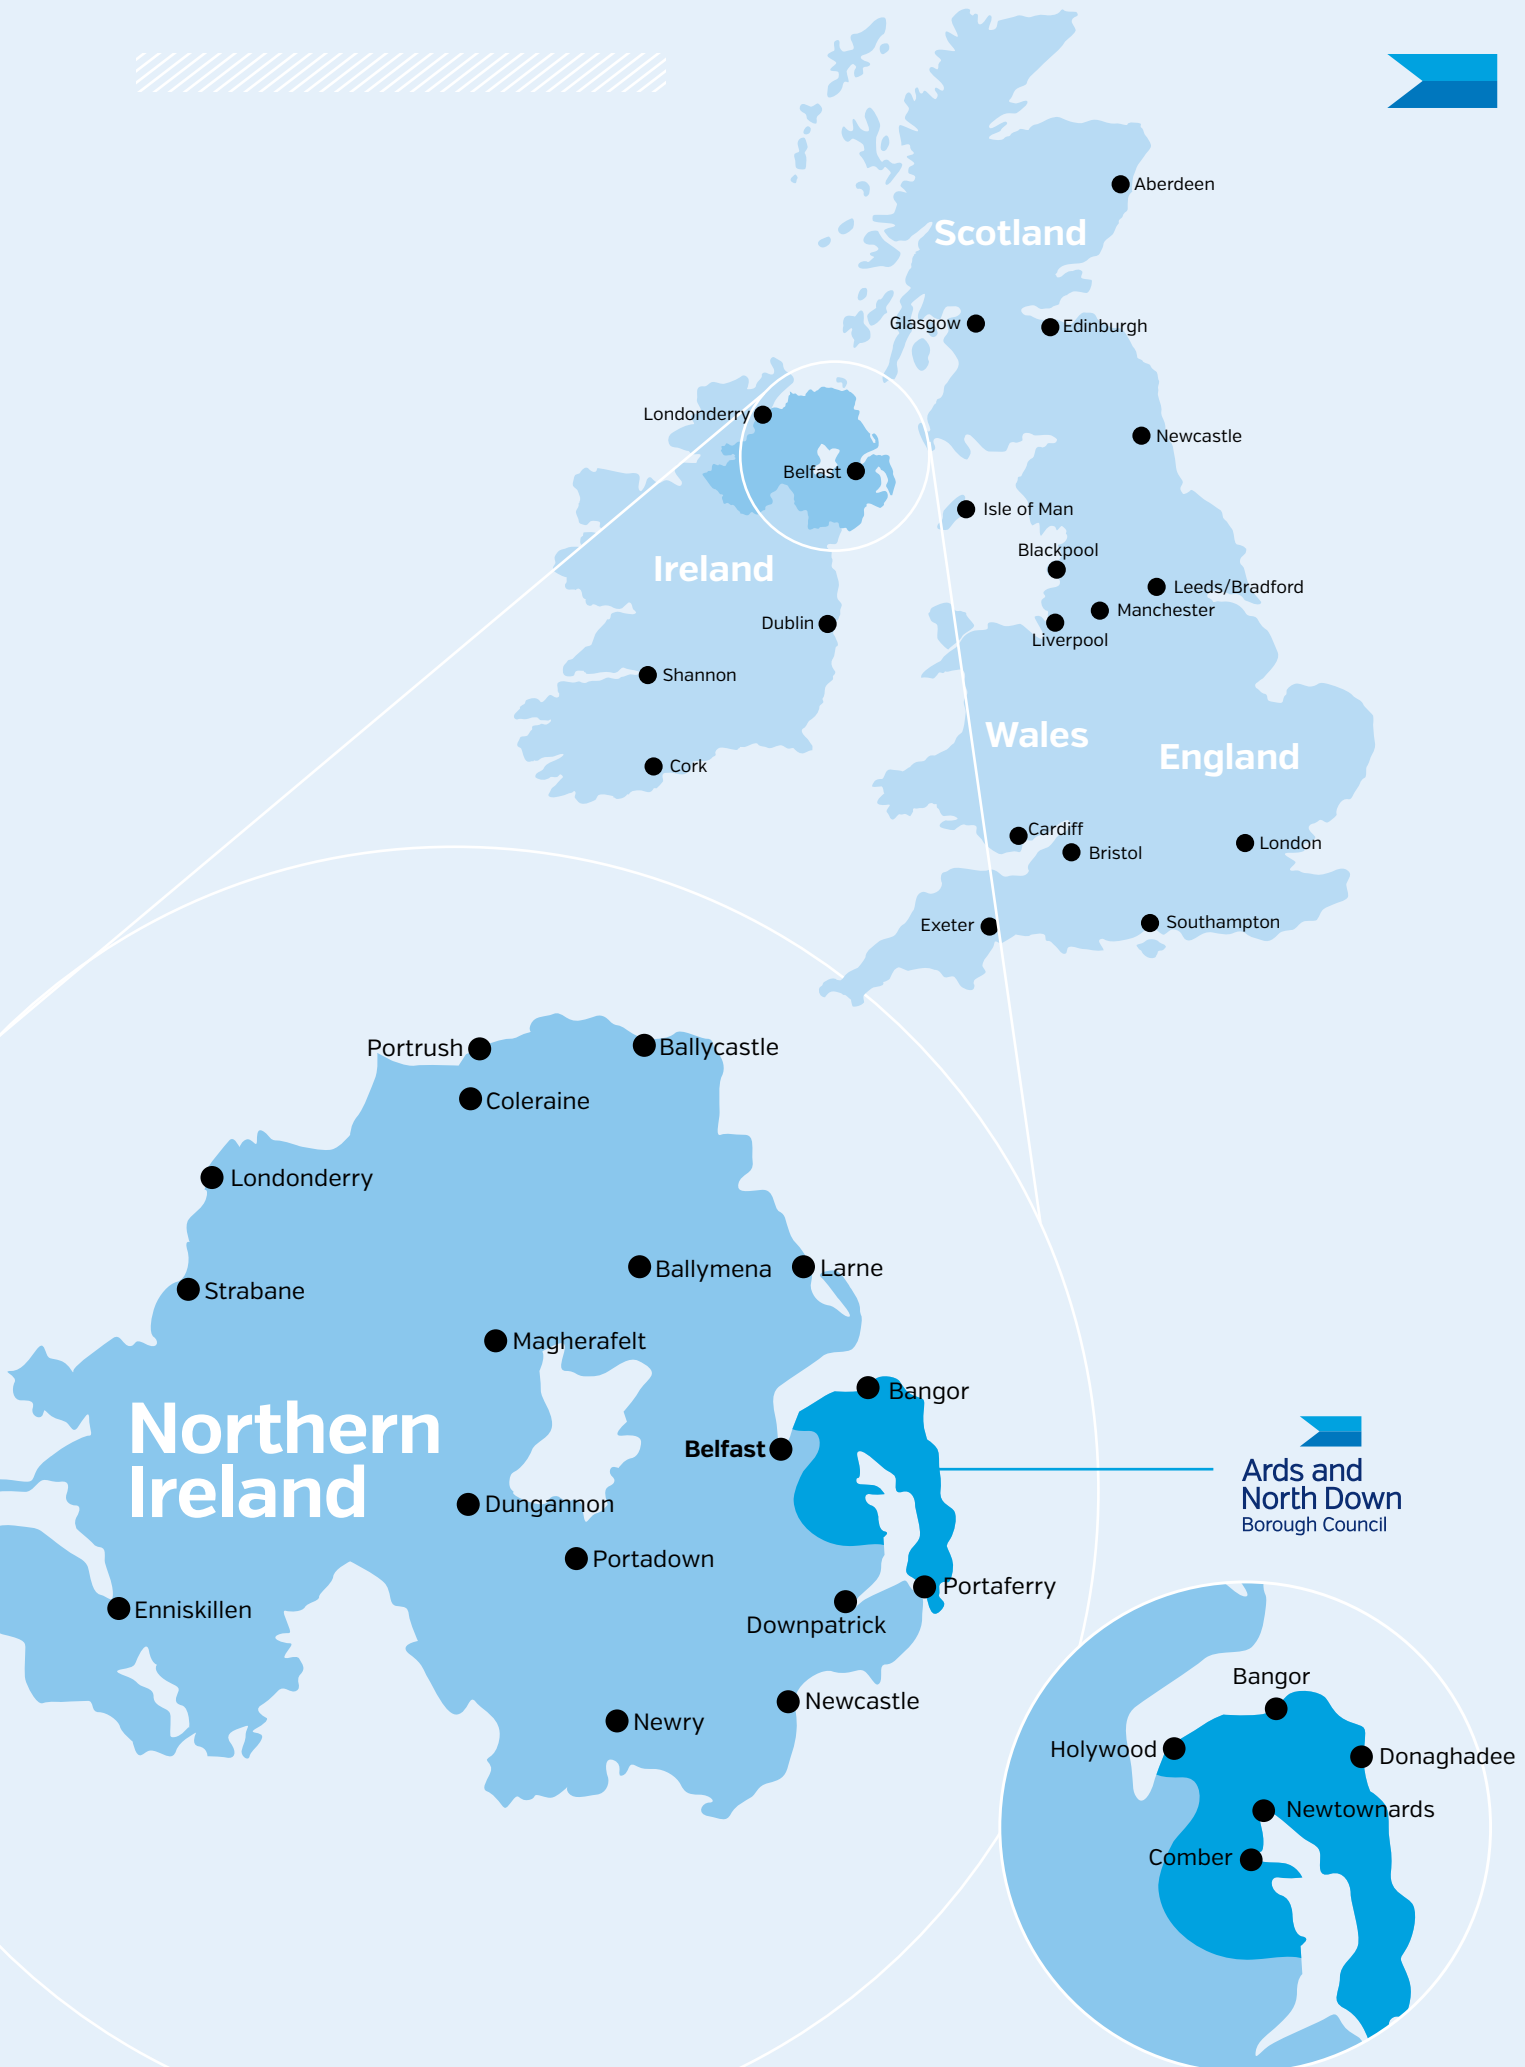 Aberdeen
Scotland
Glasgow
Edinburgh
Londonderry
Newcastle
Belfast
Isle of Man
Blackpool
Ireland
Leeds/Bradford
Manchester
Dublin
Liverpool
Shannon
Wales
England
Cork
Cardiff
Bristol
London
Exeter
Southampton
Portrush
Ballycastle
Coleraine
Londonderry
Ballymena
Larne
Strabane
Magherafelt
Bangor
Northern
Ireland
Belfast
Ards and
North Down
Borough Council
Dungannon
Portadown
Portaferry
Enniskillen
Downpatrick
Newcastle
Newry
Bangor
Holywood
Donaghadee
Newtownards
Comber